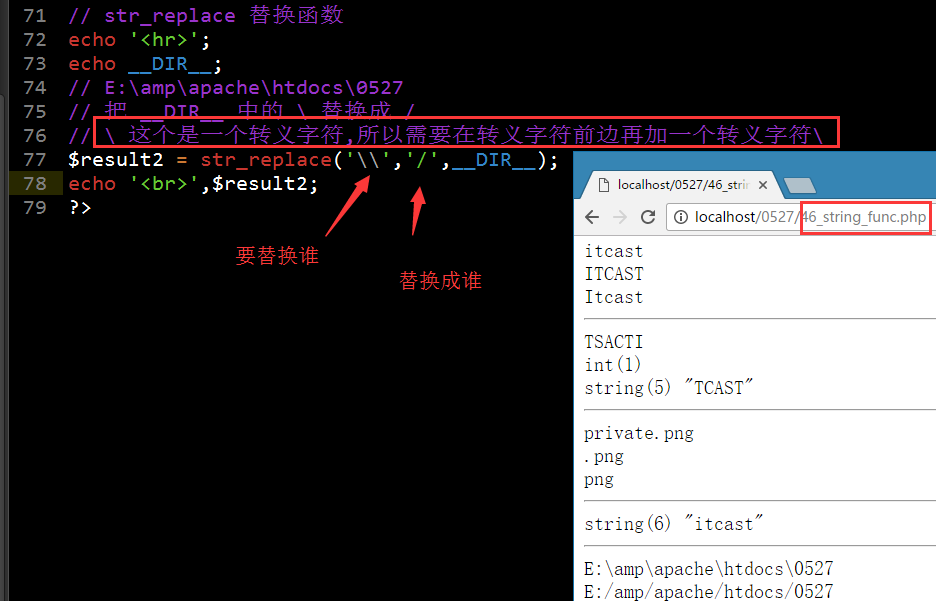 71 // str_replace 替换函数
72 echo '<hr>';
73 echo __DIR__;
74 // E:\amp\apache\htdocs\0527
75 // 把 __DIR__ 中的 \ 替换成 /
76 // \ 这个是一个转义字符,所以需要在转义字符前边再加一个转义字符\
77 $result2 = str_replace('\\','/',__DIR__);
78 echo '<br>',$result2;
79 ?>
要替换谁
替换成谁
localhost/0527/46_strin
localhost/0527/46_string_func.php
itcast
ITCAST
Itcast
TSACTI
int(1)
string(5) "TCAST"
private.png
.png
png
string(6) "itcast"
E:\amp\apache\htdocs\0527
E:/amp/apache/htdocs/0527